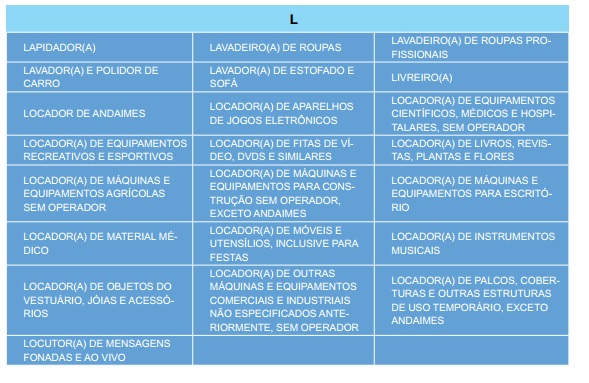 L
LAPIDADOR(A)
LAVADEIRO(A) DE ROUPAS
LAVADEIRO(A) DE ROUPAS PRO-
FISSIONAIS
LAVADOR(A) E POLIDOR DE
CARRO
LAVADOR(A) DE ESTOFADO E
SOFÁ
LIVREIRO(A)
LOCADOR DE ANDAIMES
LOCADOR(A) DE APARELHOS
DE JOGOS ELETRÔNICOS
LOCADOR(A) DE EQUIPAMENTOS
CIENTÍFICOS, MÉDICOS E HOSPI-
TALARES, SEM OPERADOR
LOCADOR(A) DE EQUIPAMENTOS
RECREATIVOS E ESPORTIVOS
LOCADOR(A) DE FITAS DE VÍ-
DEO, DVDS E SIMILARES
LOCADOR(A) DE LIVROS, REVIS-
TAS, PLANTAS E FLORES
LOCADOR(A) DE MÁQUINAS E
EQUIPAMENTOS AGRÍCOLAS
SEM OPERADOR
LOCADOR(A) DE MÁQUINAS E
EQUIPAMENTOS PARA CONS-
TRUÇÃO SEM OPERADOR,
EXCETO ANDAIMES
LOCADOR(A) DE MÁQUINAS E
EQUIPAMENTOS PARA ESCRITÓ-
RIO
LOCADOR(A) DE MATERIAL MÉ-
DICO
LOCADOR(A) DE MÓVEIS E
UTENSÍLIOS, INCLUSIVE PARA
FESTAS
LOCADOR(A) DE INSTRUMENTOS
MUSICAIS
LOCADOR(A) DE OBJETOS DO
VESTUÁRIO, JÓIAS E ACESSÓ-
RIOS
LOCADOR(A) DE OUTRAS
MÁQUINAS E EQUIPAMENTOS
COMERCIAIS E INDUSTRIAIS
NÃO ESPECIFICADOS ANTE-
RIORMENTE, SEM OPERADOR
LOCADOR(A) DE PALCOS, COBER-
TURAS E OUTRAS ESTRUTURAS
DE USO TEMPORÁRIO, EXCETO
ANDAIMES
LOCUTOR(A) DE MENSAGENS
FONADAS E AO VIVO